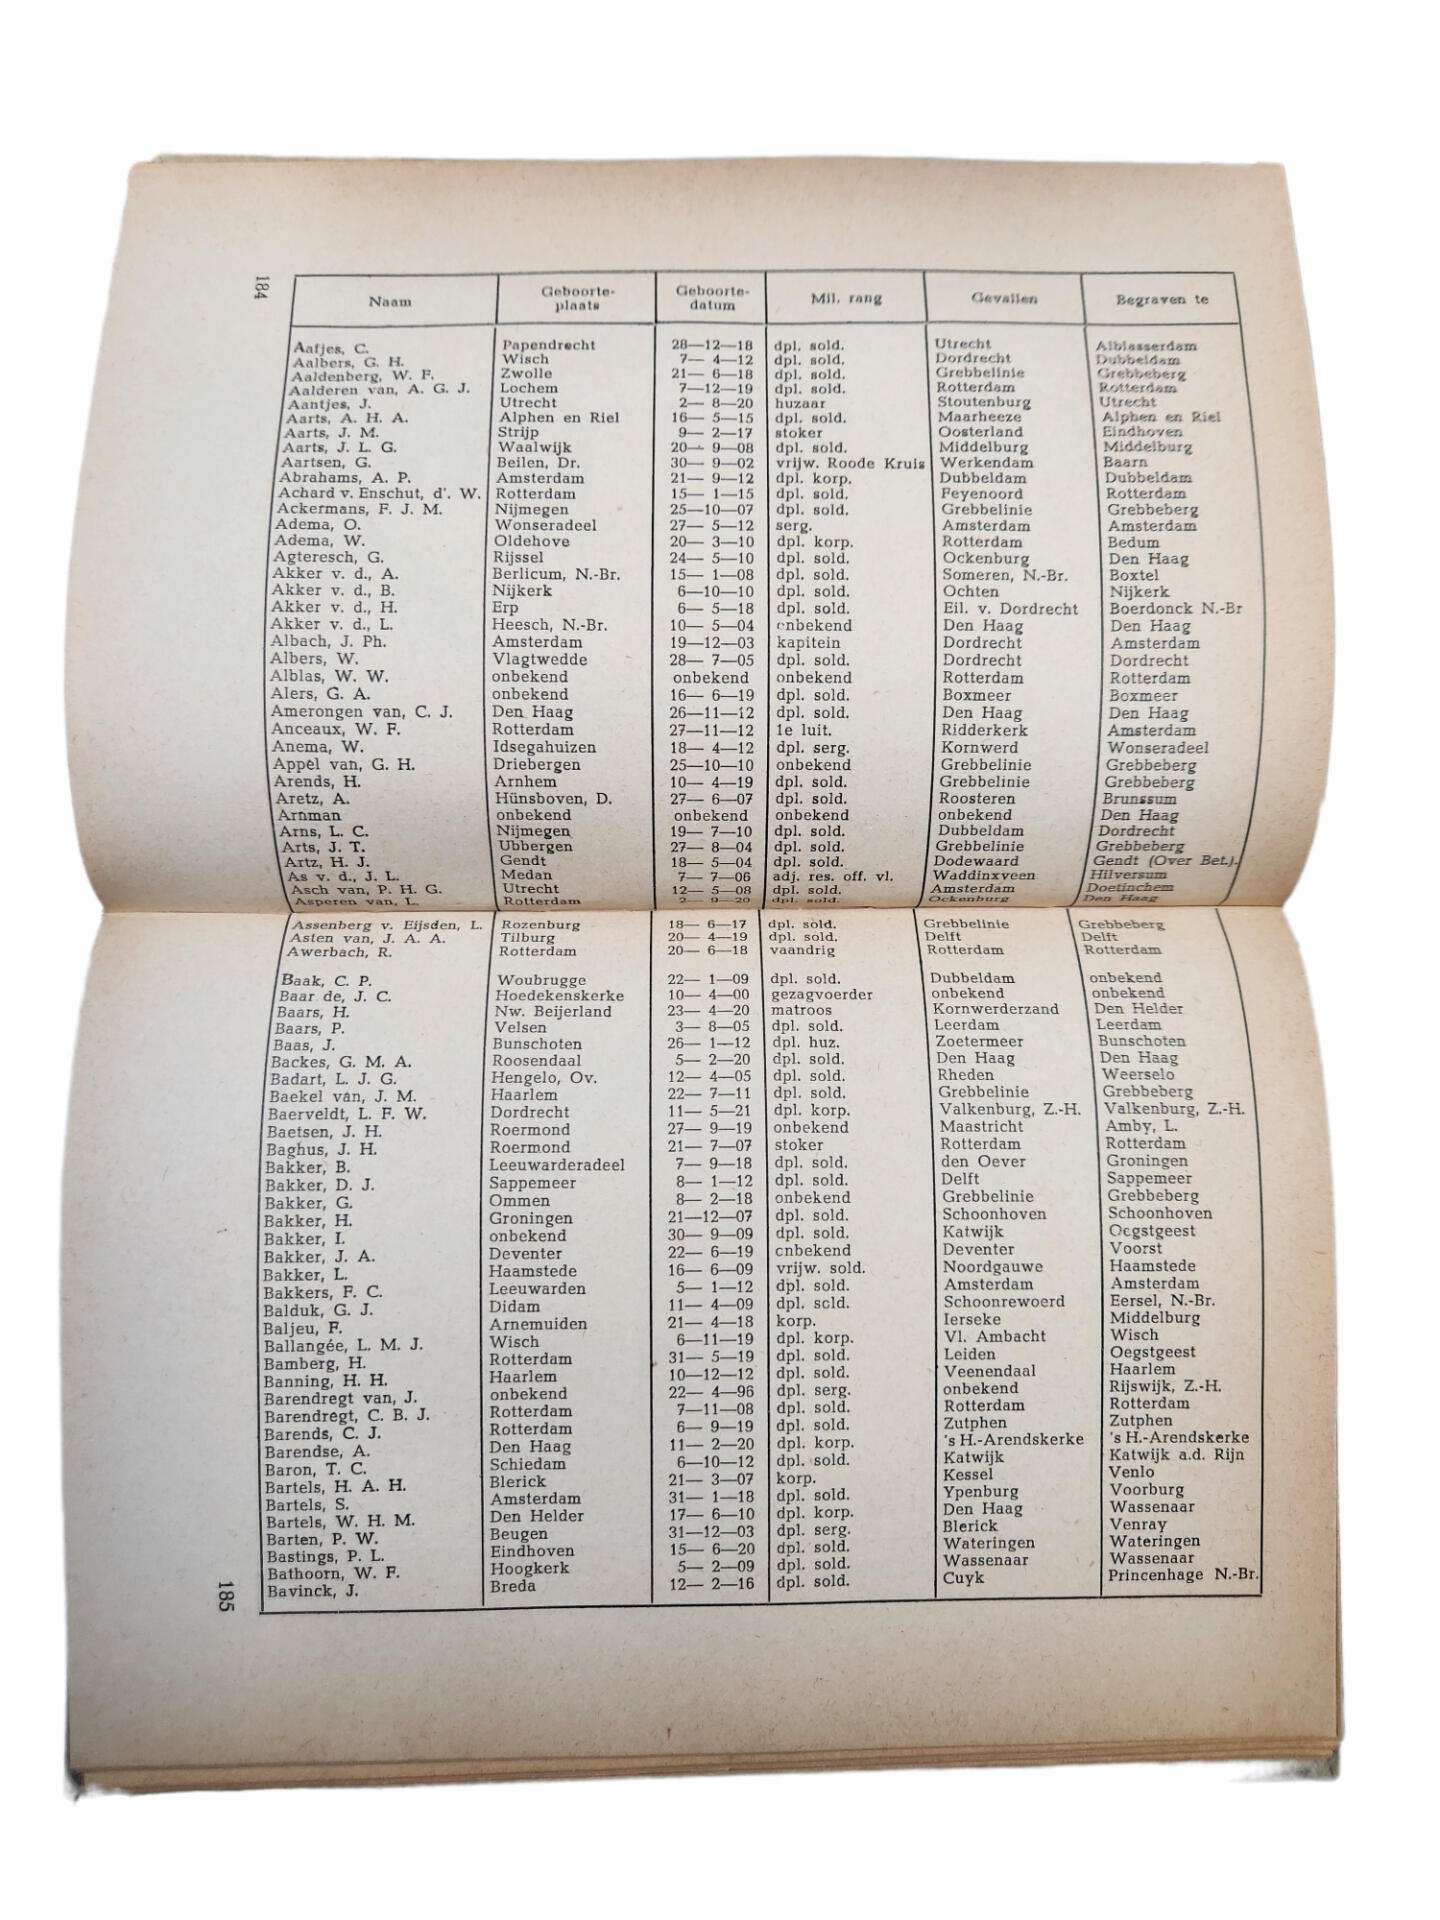 184
Naam Geboorte-plaats Geboorte-datum Mil. rang Gevallen Begraven te
Aafjes, C. Papendrecht 28—12—18 dpl. sold. Utrecht Alblasserdam
Aalbers, G. H. Wisch 7— 4—12 dpl. sold. Dordrecht Dubbeldam
Aaldenberg, W. F. Zwolle 21— 6—18 dpl. sold. Grebbelinie Grebbeberg
Aalderen van, A. G. J. Lochem 7—12—19 dpl. sold. Rotterdam Rotterdam
Aantjes, J. Utrecht 2— 8—20 huzaar Stoutenburg Utrecht
Aarts, A. H. A. Alphen en Riel 16— 5—15 dpl. sold. Maarheeze Alphen en Riel
Aarts, J. M. Strijp 9— 2—17 stoker Oosterland Eindhoven
Aarts, J. L. G. Waalwijk 20— 9—08 dpl. sold. Middelburg Middelburg
Aartsen, G. Beilen, Dr. 30— 9—02 vrijw. Roode Kruis Werkendam Baarn
Abrahams, A. P. Amsterdam 21— 9—12 dpl. korp. Dubbeldam Dubbeldam
Achard v. Enschut, d'. W. Rotterdam 15— 1—15 dpl. sold. Feyenoord Rotterdam
Ackermans, F. J. M. Nijmegen 25—10—07 dpl. sold. Grebbelinie Grebbeberg
Adema, O. Wonseradeel 27— 5—12 serg. Amsterdam Amsterdam
Adema, W. Oldehove 20— 3—10 dpl. korp. Rotterdam Bedum
Agteresch, G. Rijssel 24— 5—10 dpl. sold. Ockenburg Den Haag
Akker v. d., A. Berlicum, N.-Br. 15— 1—08 dpl. sold. Someren, N.-Br. Boxtel
Akker v. d., B. Nijkerk 6—10—10 dpl. sold. Ochten Nijkerk
Akker v. d., H. Erp 6— 5—18 dpl. sold. Eil. v. Dordrecht Boerdonck N.-Br
Akker v. d., L. Heesch, N.-Br. 10— 5—04 onbekend Den Haag Den Haag
Albach, J. Ph. Amsterdam 19—12—03 kapitein Dordrecht Amsterdam
Albers, W. Vlagtwedde 28— 7—05 dpl. sold. Dordrecht Dordrecht
Alblas, W. W. onbekend onbekend onbekend Rotterdam Rotterdam
Alers, G. A. onbekend 16— 6—19 dpl. sold. Boxmeer Boxmeer
Amerongen van, C. J. Den Haag 26—11—12 dpl. sold. Den Haag Den Haag
Anceaux, W. F. Rotterdam 27—11—12 1e luit. Ridderkerk Amsterdam
Anema, W. Idsegahuizen 18— 4—12 dpl. serg. Kornwerd Wonseradeel
Appel van, G. H. Driebergen 25—10—10 onbekend Grebbelinie Grebbeberg
Arends, H. Arnhem 10— 4—19 dpl. sold. Grebbelinie Grebbeberg
Aretz, A. Hünsboven, D. 27— 6—07 dpl. sold. Roosteren Brunssum
Arnman onbekend onbekend onbekend onbekend Den Haag
Arns, L. C. Nijmegen 19— 7—10 dpl. sold. Dubbeldam Dordrecht
Arts, J. T. Ubbergen 27— 8—04 dpl. sold. Grebbelinie Grebbeberg
Artz, H. J. Gendt 18— 5—04 dpl. sold. Dodewaard Gendt (Over Bet.).
As v. d., J. L. Medan 7— 7—06 adj. res. off. vl. Waddinxveen Hilversum
Asch van, P. H. G. Utrecht 12— 5—08 dpl. sold. Amsterdam Doetinchem
Asperen van, L. Rotterdam 2— 9—20 dpl. sold. Ockenburg Den Haag
Assenberg v. Eijsden, L. Rozenburg 18— 6—17 dpl. sold. Grebbelinie Grebbeberg
Asten van, J. A. A. Tilburg 20— 4—19 dpl. sold. Delft Delft
Awerbach, R. Rotterdam 20— 6—18 vaandrig Rotterdam Rotterdam
Baak, C. P. Woubrugge 22— 1—09 dpl. sold. Dubbeldam onbekend
Baar de, J. C. Hoedekenskerke 10— 4—00 gezagvoerder onbekend onbekend
Baars, H. Nw. Beijerland 23— 4—20 matroos Kornwerderzand Den Helder
Baars, P. Velsen 3— 8—05 dpl. sold. Leerdam Leerdam
Baas, J. Bunschoten 26— 1—12 dpl. huz. Zoetermeer Bunschoten
Backes, G. M. A. Roosendaal 5— 2—20 dpl. sold. Den Haag Den Haag
Badart, L. J. G. Hengelo, Ov. 12— 4—05 dpl. sold. Rheden Weerselo
Baekel van, J. M. Haarlem 22— 7—11 dpl. sold. Grebbelinie Grebbeberg
Baerveldt, L. F. W. Dordrecht 11— 5—21 dpl. korp. Valkenburg, Z.-H. Valkenburg, Z.-H.
Baetsen, J. H. Roermond 27— 9—19 onbekend Maastricht Amby, L.
Baghus, J. H. Roermond 21— 7—07 stoker Rotterdam Rotterdam
Bakker, B. Leeuwarderadeel 7— 9—18 dpl. sold. den Oever Groningen
Bakker, D. J. Sappemeer 8— 1—12 dpl. sold. Delft Sappemeer
Bakker, G. Ommen 8— 2—18 onbekend Grebbelinie Grebbeberg
Bakker, H. Groningen 21—12—07 dpl. sold. Schoonhoven Schoonhoven
Bakker, I. onbekend 30— 9—09 dpl. sold. Katwijk Oegstgeest
Bakker, J. A. Deventer 22— 6—19 cnbekend Deventer Voorst
Bakker, L. Haamstede 16— 6—09 vrijw. sold. Noordgauwe Haamstede
Bakkers, F. C. Leeuwarden 5— 1—12 dpl. sold. Amsterdam Amsterdam
Balduk, G. J. Didam 11— 4—09 dpl. scld. Schoonrewoerd Eersel, N.-Br.
Baljeu, F. Arnemuiden 21— 4—18 korp. Ierseke Middelburg
Ballangée, L. M. J. Wisch 6—11—19 dpl. korp. Vl. Ambacht Wisch
Bamberg, H. Rotterdam 31— 5—19 dpl. sold. Leiden Oegstgeest
Banning, H. H. Haarlem 10—12—12 dpl. sold. Veenendaal Haarlem
Barendregt van, J. onbekend 22— 4—96 dpl. serg. onbekend Rijswijk, Z.-H.
Barendregt, C. B. J. Rotterdam 7—11—08 dpl. sold. Rotterdam Rotterdam
Barends, C. J. Rotterdam 6— 9—19 dpl. sold. Zutphen Zutphen
Barendse, A. Den Haag 11— 2—20 dpl. korp. 's H.-Arendskerke 's H.-Arendskerke
Baron, T. C. Schiedam 6—10—12 dpl. sold. Katwijk Katwijk a.d. Rijn
Bartels, H. A. H. Blerick 21— 3—07 korp. Kessel Venlo
Bartels, S. Amsterdam 31— 1—18 dpl. sold. Ypenburg Voorburg
Bartels, W. H. M. Den Helder 17— 6—10 dpl. korp. Den Haag Wassenaar
Barten, P. W. Beugen 31—12—03 dpl. serg. Blerick Venray
Bastings, P. L. Eindhoven 15— 6—20 dpl. sold. Wateringen Wateringen
Bathoorn, W. F. Hoogkerk 5— 2—09 dpl. sold. Wassenaar Wassenaar
Bavinck, J. Breda 12— 2—16 dpl. sold. Cuyk Princenhage N.-Br.
185